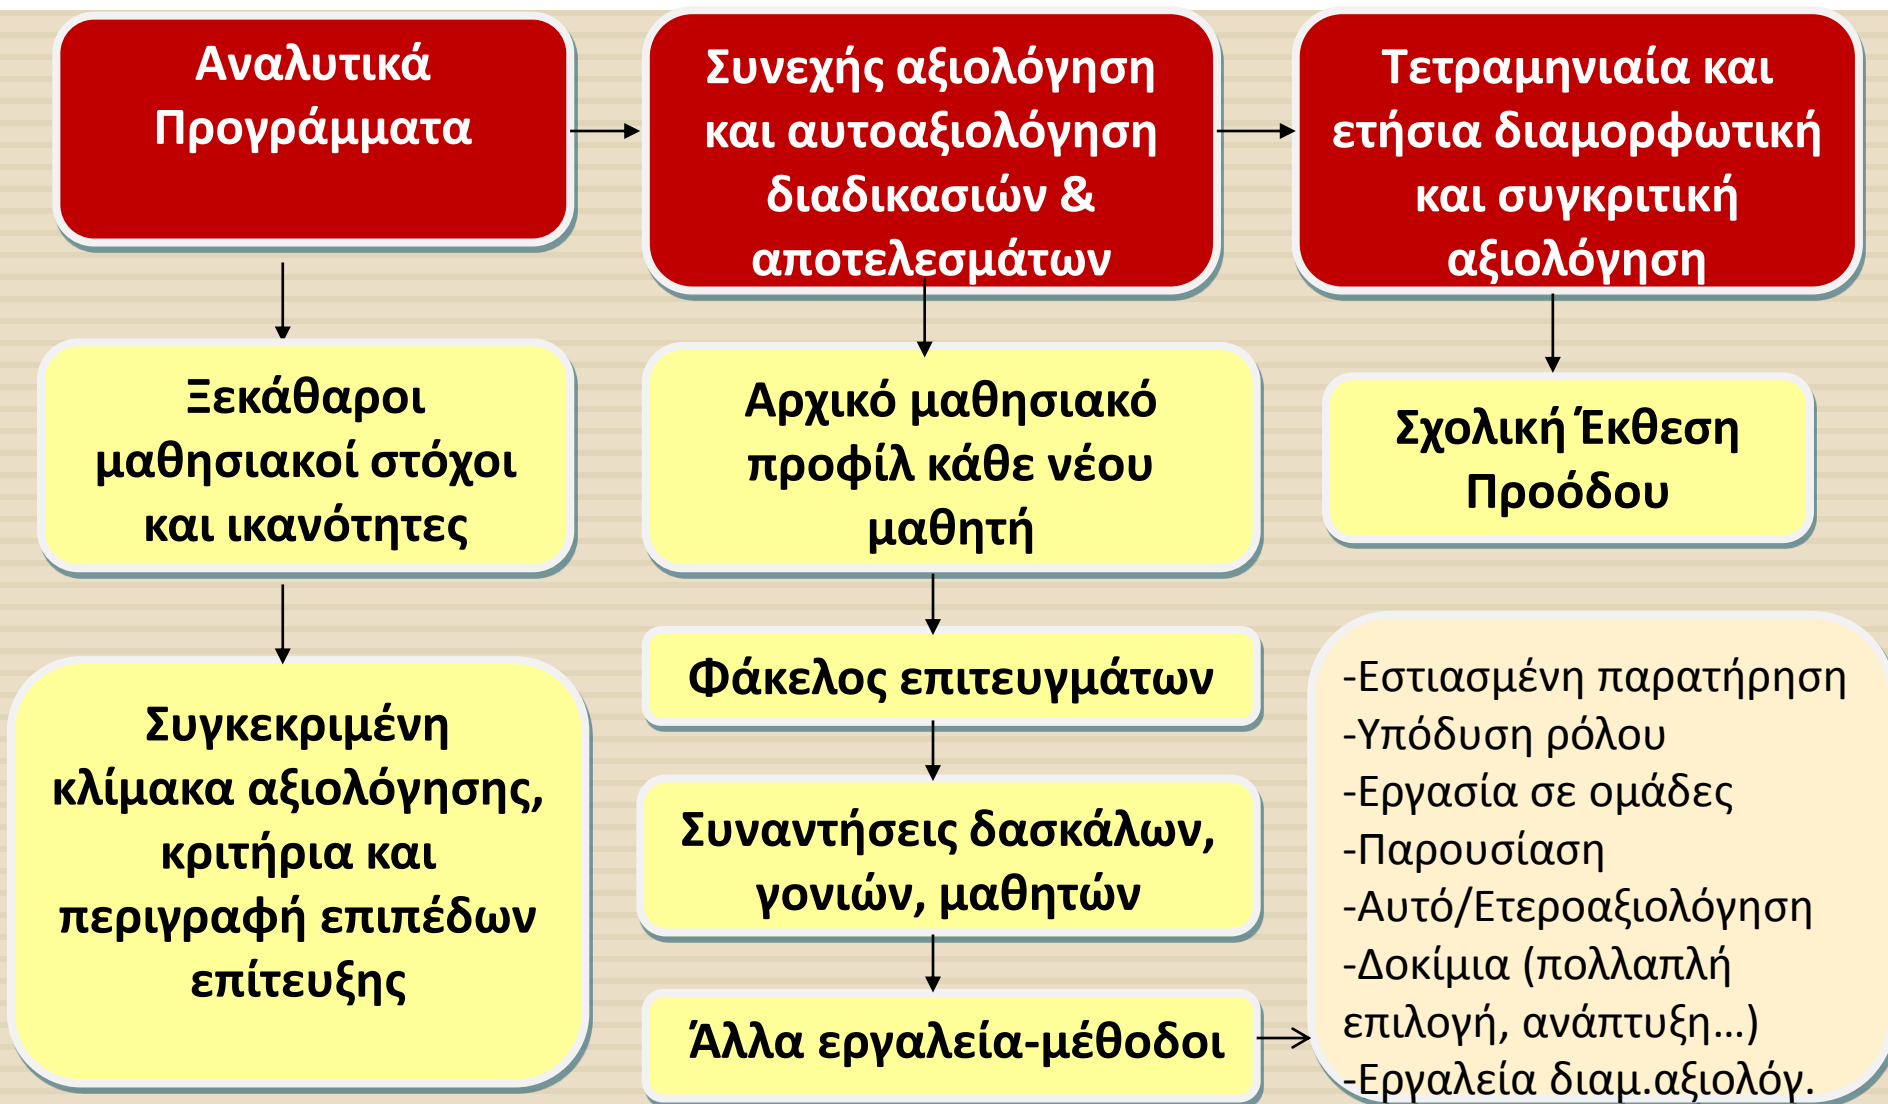 Αναλυτικά
Προγράμματα
Συνεχής αξιολόγηση
και αυτοαξιολόγηση
διαδικασιών &
αποτελεσμάτων
Τετραμηνιαία και
ετήσια διαμορφωτική
και συγκριτική
αξιολόγηση
Ξεκάθαροι
μαθησιακοί στόχοι
και ικανότητες
Αρχικό μαθησιακό
προφίλ κάθε νέου
μαθητή
Σχολική Έκθεση
Προόδου
Συγκεκριμένη
κλίμακα αξιολόγησης,
κριτήρια και
περιγραφή επιπέδων
επίτευξης
Φάκελος επιτευγμάτων
Συναντήσεις δασκάλων,
γονιών, μαθητών
Άλλα εργαλεία-μέθοδοι
-Εστιασμένη παρατήρηση
-Υπόδυση ρόλου
-Εργασία σε ομάδες
-Παρουσίαση
-Αυτό/Ετεροαξιολόγηση
-Δοκίμια (πολλαπλή
επιλογή, ανάπτυξη…)
-Εργαλεία διαμ.αξιολόγ.